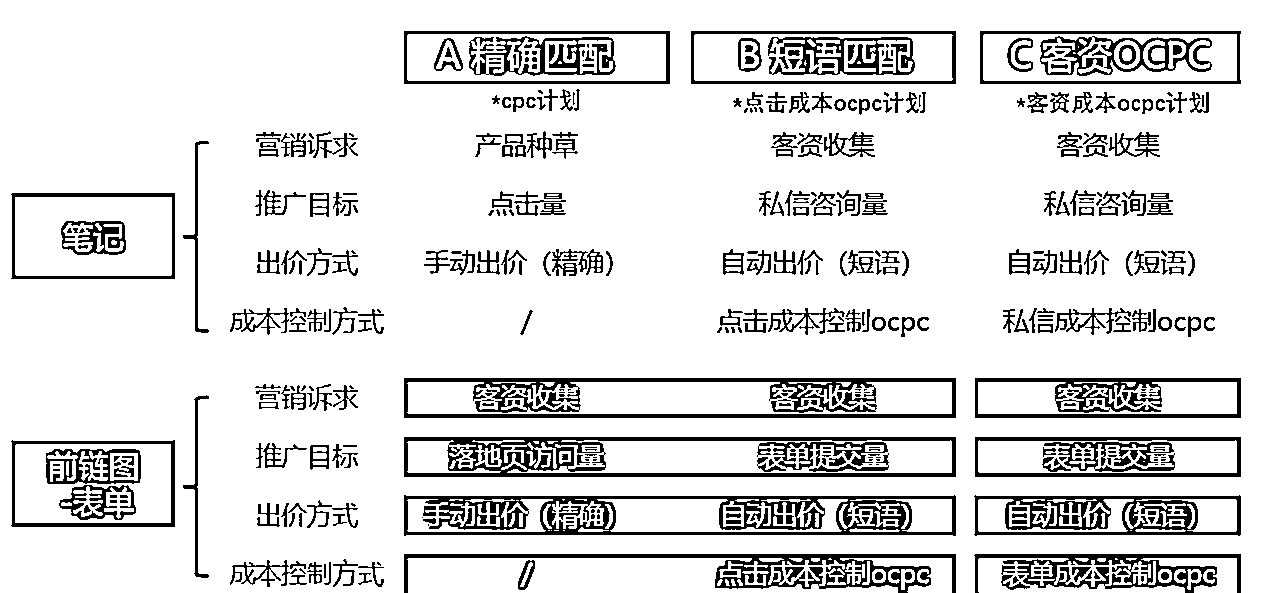 A 精确匹配 B 短语匹配 C 客资OCPC
*cpc计划 *点击成本ocpc计划 *客资成本ocpc计划
笔记
营销诉求 产品种草 客资收集 客资收集
推广目标 点击量 私信咨询量 私信咨询量
出价方式 手动出价（精确） 自动出价（短语） 自动出价（短语）
成本控制方式 / 点击成本控制ocpc 私信成本控制ocpc
前链图
-表单
营销诉求 客资收集 客资收集 客资收集
推广目标 落地页访问量 表单提交量 表单提交量
出价方式 手动出价（精确） 自动出价（短语） 自动出价（短语）
成本控制方式 / 点击成本控制ocpc 表单成本控制ocpc